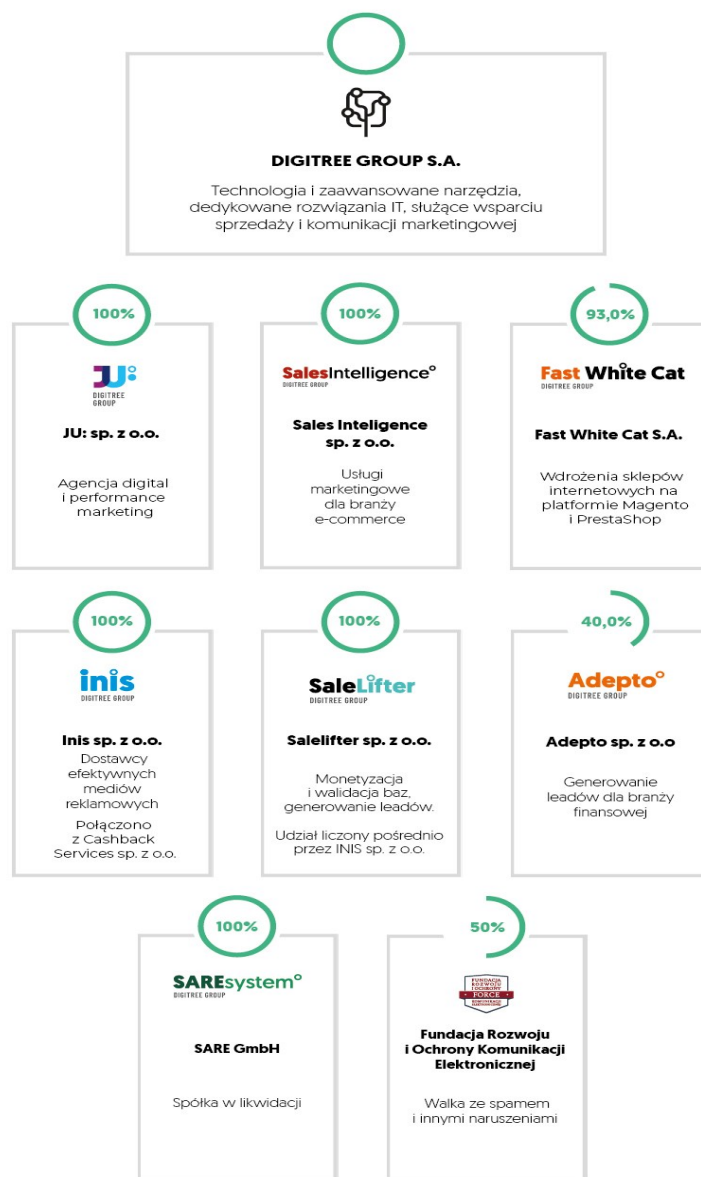 DIGITREE GROUP S.A.
Technologia i zaawansowane narzędzia,
dedykowane rozwiązania IT, służące wsparciu
sprzedaży i komunikacji marketingowej
100%
JU:
DIGITREE
GROUP
JU: sp. z o.o.
Agencja digital
i performance
marketing
100%
SalesIntelligence
DIGITREE GROUP
Sales Inteligence
sp. z o.o.
Usługi
marketingowe
dla branży
e-commerce
93,0%
Fast White Cat
DIGITREE GROUP
Fast White Cat S.A.
Wdrożenia sklepów
internetowych na
platformie Magento
i PrestaShop
100%
inis
DIGITREE GROUP
Inis sp. z o.o.
Dostawcy
efektywnych
mediów
reklamowych
Połączono
z Cashback
Services sp. z o.o.
100%
SaleLifter
DIGITREE GROUP
Salelifter sp. z o.o.
Monetyzacja
i walidacja baz,
generowanie leadów.
Udział liczony pośrednio
przez INIS sp. z o.o.
40,0%
Adepto
DIGITREE GROUP
Adepto sp. z o.o
Generowanie
leadów dla branży
finansowej
100%
SAREsystem
DIGITREE GROUP
SARE GmbH
Spółka w likwidacji
50%
FUNDACJA
ROZWOJU
I OCHRONY
FORCE
KOMUNIKACJI
ELEKTRONICZNEJ
Fundacja Rozwoju
i Ochrony Komunikacji
Elektronicznej
Walka ze spamem
i innymi naruszeniami